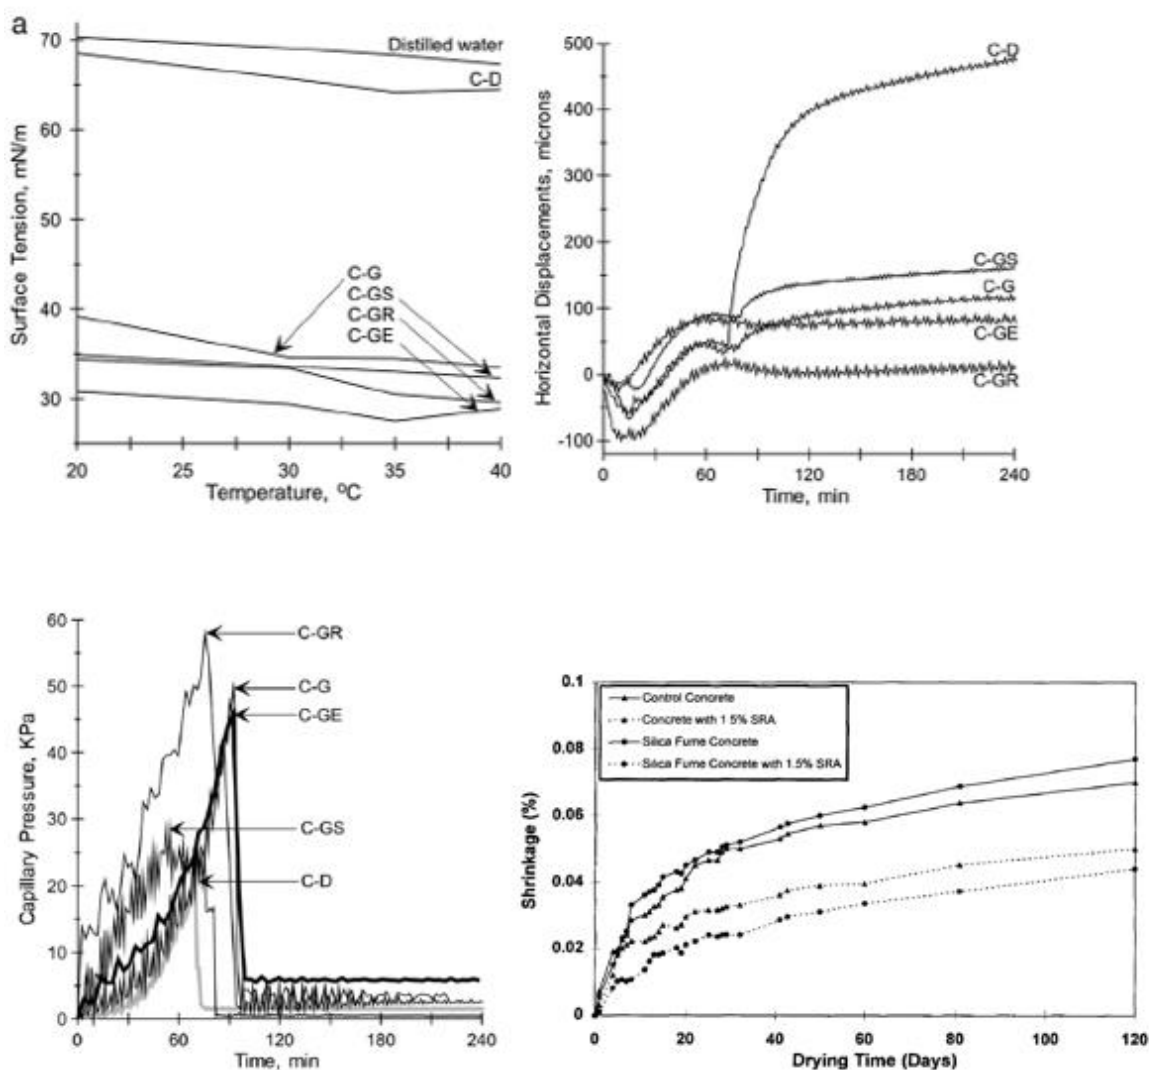 a
70
60
50
40
30
Surface Tension, mN/m
Distilled water
C-D
C-G
C-GS
C-GR
C-GE
20 25 30 35 40
Temperature, ºC
500
400
300
200
100
0
-100
Horizontal Displacements, microns
C-D
C-GS
C-G
C-GE
C-GR
0 60 120 180 240
Time, min
60
50
40
30
20
10
0
Capillary Pressure, KPa
C-GR
C-G
C-GE
C-GS
C-D
0 60 120 180 240
Time, min
0.1
0.08
0.06
0.04
0.02
0
Shrinkage (%)
Control Concrete
Concrete with 1 5% SRA
Silica Fume Concrete
Silica Fume Concrete with 1.5% SRA
0 20 40 60 80 100 120
Drying Time (Days)